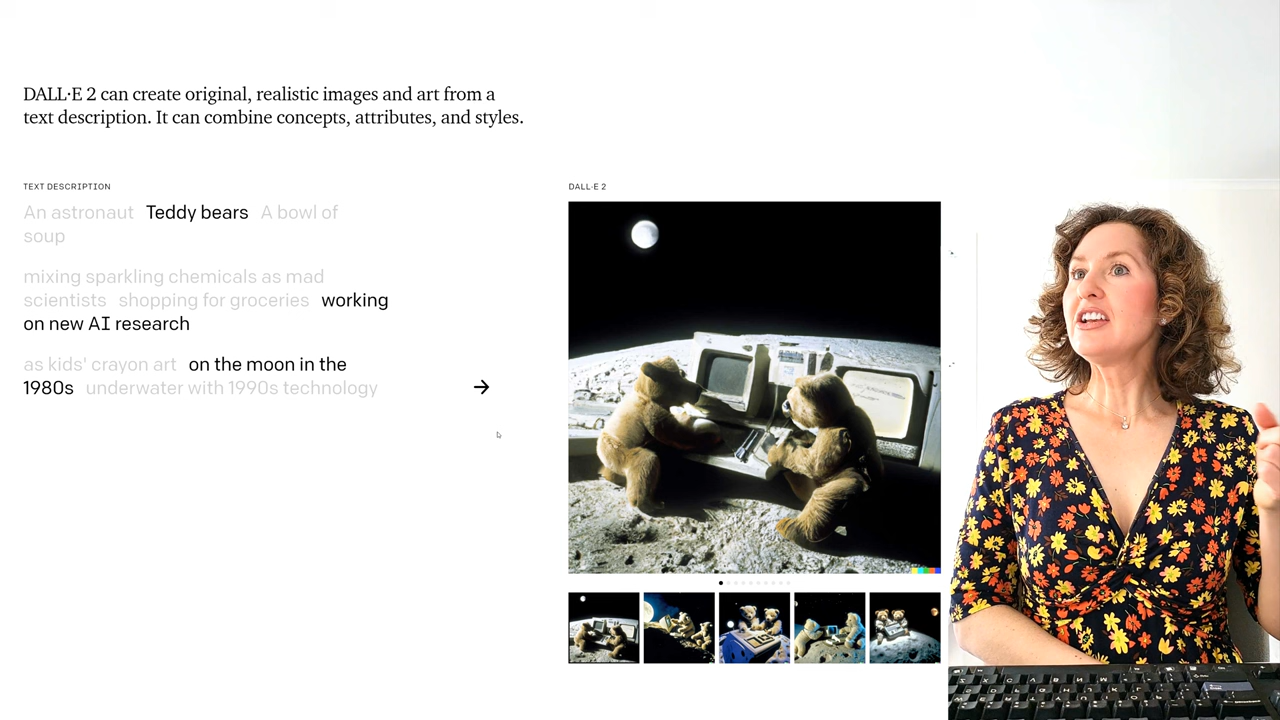 DALL·E 2 can create original, realistic images and art from a
text description. It can combine concepts, attributes, and styles.
TEXT DESCRIPTION
An astronaut Teddy bears A bowl of
soup
mixing sparkling chemicals as mad
scientists shopping for groceries working
on new AI research
as kids' crayon art on the moon in the
1980s underwater with 1990s technology
DALL·E 2